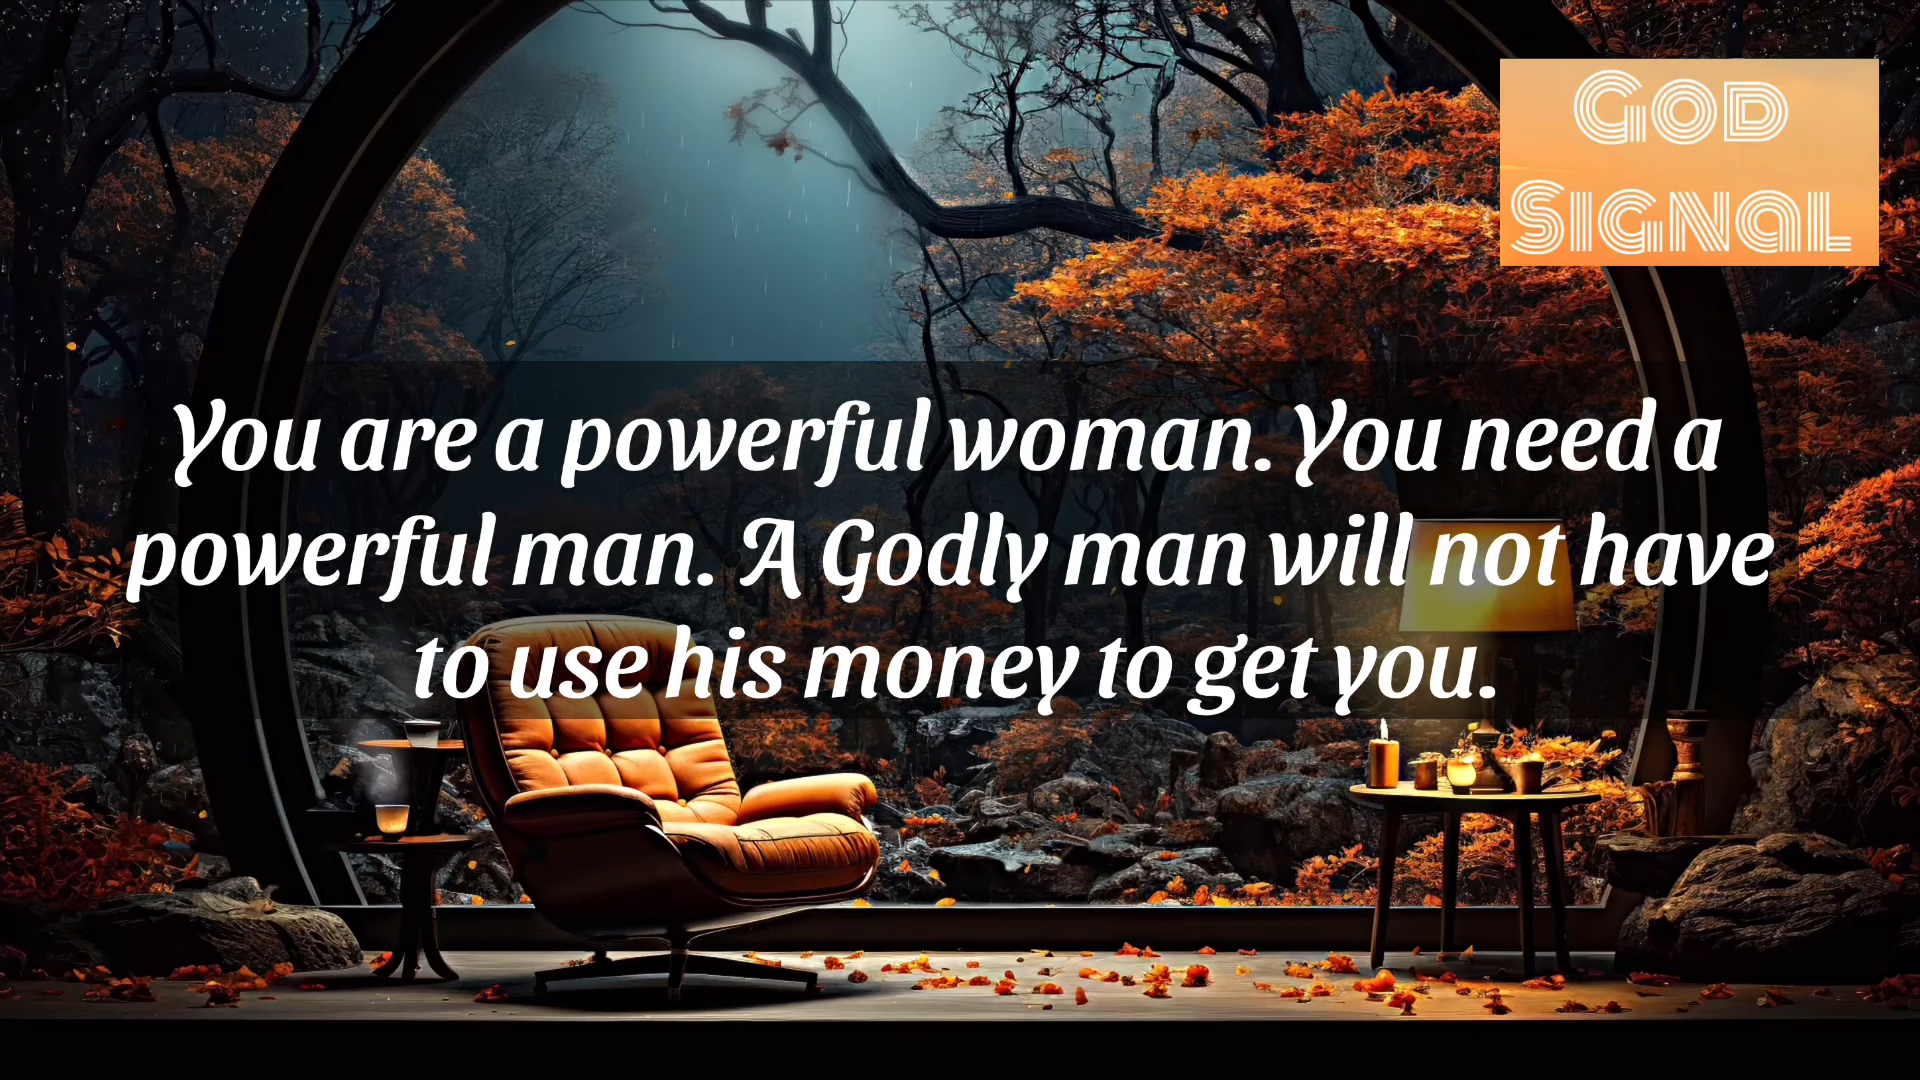 God
Signal
You are a powerful woman. You need a
powerful man. A Godly man will not have
to use his money to get you.